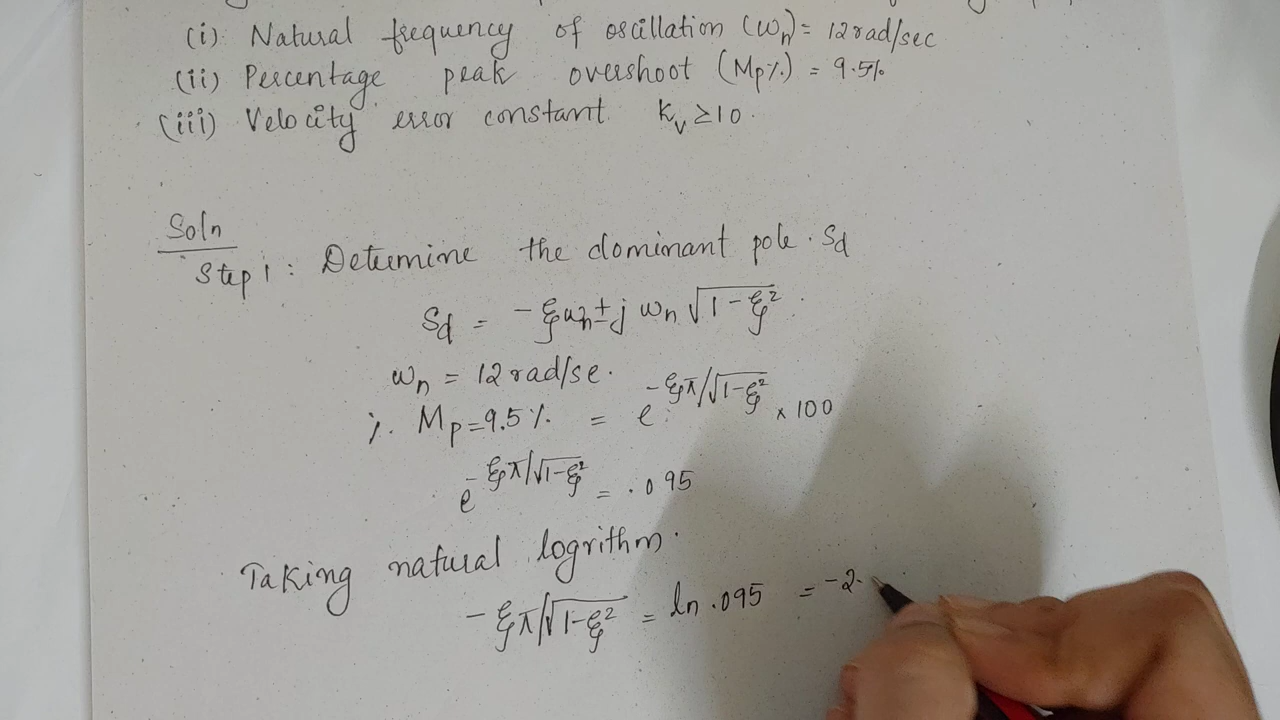 (i) Natural frequency of oscillation (ωn) = 12 rad/sec
(ii) Percentage peak overshoot (Mp%) = 9.5%
(iii) Velocity error constant Kv ≥ 10.
Soln
Step 1 : Determine the dominant pole. Sd
Sd = -ξωn ± j ωn √1-ξ² .
ωn = 12 rad/se.
%. Mp = 9.5% = e^-ξπ/√1-ξ² × 100
e^-ξπ/√1-ξ² = .095
Taking natural logrithm.
-ξπ/√1-ξ² = ln .095 = -2.